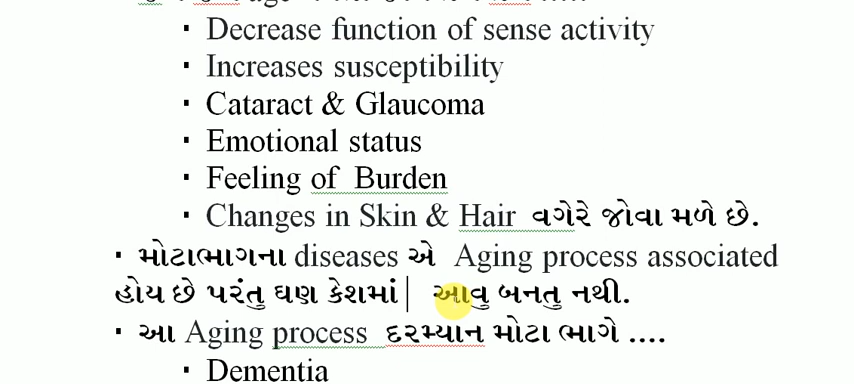 ▪ Decrease function of sense activity
▪ Increases susceptibility
▪ Cataract & Glaucoma
▪ Emotional status
▪ Feeling of Burden
▪ Changes in Skin & Hair વગેરે જોવા મળે છે.
▪ મોટાભાગના diseases એ Aging process associated
હોય છે પરંતુ ઘણ કેશમાં આવુ બનતુ નથી.
▪ આ Aging process દરમ્યાન મોટા ભાગે ....
▪ Dementia